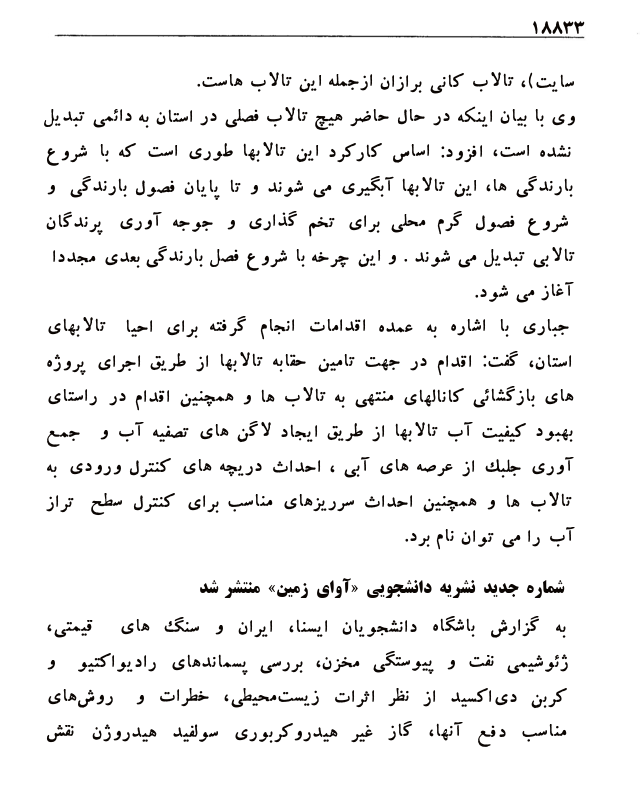 ۱۸۸۳۳
سایت)، تالاب کانی برازان ازجمله این تالاب هاست.
وی با بیان اینکه در حال حاضر هیچ تالاب فصلی در استان به دائمی تبدیل
نشده است، افزود: اساس کارکرد این تالابها طوری است که با شروع
بارندگی ها، این تالابها آبگیری می شوند و تا پایان فصول بارندگی و
شروع فصول گرم محلی برای تخم گذاری و جوجه آوری پرندگان
تالابی تبدیل می شوند . و این چرخه با شروع فصل بارندگی بعدی مجددا
آغاز می شود.
جباری با اشاره به عمده اقدامات انجام گرفته برای احیا تالابهای
استان، گفت: اقدام در جهت تامین حقابه تالابها از طریق اجرای پروژه
های بازگشائی کانالهای منتهی به تالاب ها و همچنین اقدام در راستای
بهبود کیفیت آب تالابها از طریق ایجاد لاگن های تصفیه آب و جمع
آوری جلبك از عرصه های آبی ، احداث دریچه های کنترل ورودی به
تالاب ها و همچنین احداث سرریزهای مناسب برای کنترل سطح تراز
آب را می توان نام برد.
شماره جدید نشریه دانشجویی «آوای زمین» منتشر شد
به گزارش باشگاه دانشجویان ایسنا، ایران و سنگ های قیمتی،
ژئوشیمی نفت و پیوستگی مخزن، بررسی پسماندهای رادیواکتیو و
کربن دی‌اکسید از نظر اثرات زیست‌محیطی، خطرات و روش‌های
مناسب دفع آنها، گاز غیر هیدروکربوری سولفید هیدروژن نقش